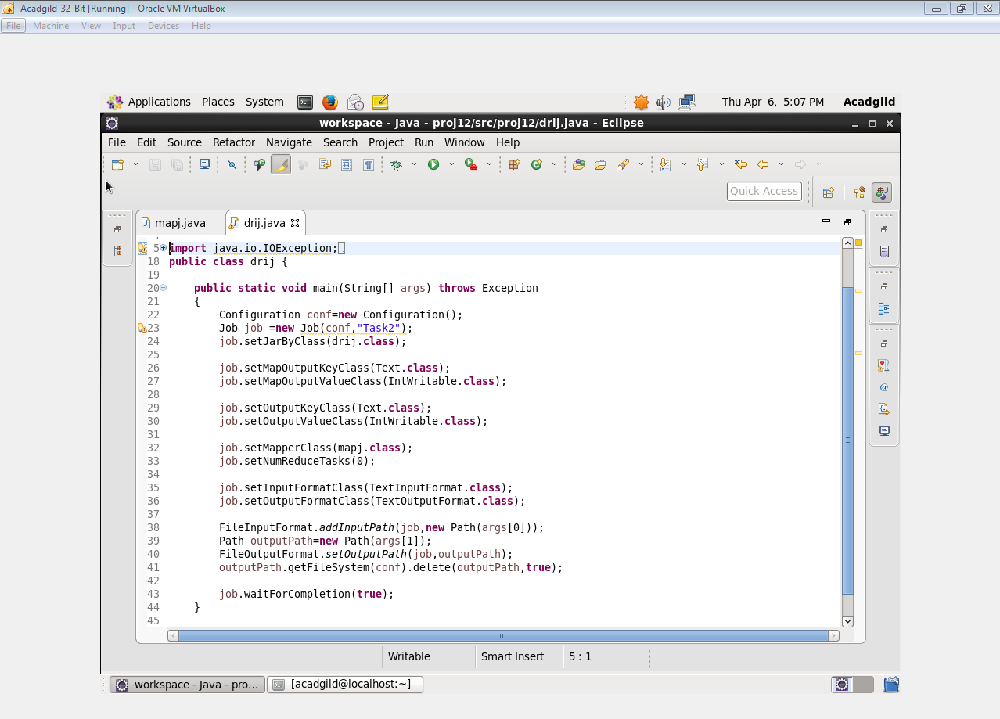 Acadgild_32_Bit [Running] - Oracle VM VirtualBox
File Machine View Input Devices Help
Applications Places System Thu Apr 6, 5:07 PM Acadgild
workspace - Java - proj12/src/proj12/drij.java - Eclipse
File Edit Source Refactor Navigate Search Project Run Window Help
Quick Access
mapj.java drij.java
5 import java.io.IOException;
18 public class drij {
19
20 public static void main(String[] args) throws Exception
21 {
22 Configuration conf=new Configuration();
23 Job job =new Job(conf,"Task2");
24 job.setJarByClass(drij.class);
25
26 job.setMapOutputKeyClass(Text.class);
27 job.setMapOutputValueClass(IntWritable.class);
28
29 job.setOutputKeyClass(Text.class);
30 job.setOutputValueClass(IntWritable.class);
31
32 job.setMapperClass(mapj.class);
33 job.setNumReduceTasks(0);
34
35 job.setInputFormatClass(TextInputFormat.class);
36 job.setOutputFormatClass(TextOutputFormat.class);
37
38 FileInputFormat.addInputPath(job,new Path(args[0]));
39 Path outputPath=new Path(args[1]);
40 FileOutputFormat.setOutputPath(job,outputPath);
41 outputPath.getFileSystem(conf).delete(outputPath,true);
42
43 job.waitForCompletion(true);
44 }
45
Writable Smart Insert 5 : 1
workspace - Java - pro... [acadgild@localhost:~]